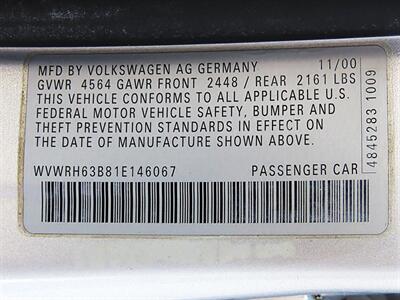 MFD BY VOLKSWAGEN AG GERMANY 11/00
GVWR 4564 GAWR FRONT 2448 / REAR 2161 LBS
THIS VEHICLE CONFORMS TO ALL APPLICABLE U.S.
FEDERAL MOTOR VEHICLE SAFETY, BUMPER AND
THEFT PREVENTION STANDARDS IN EFFECT ON
THE DATE OF MANUFACTURE SHOWN ABOVE.
WVWRH63B81E146067 PASSENGER CAR
4845283 1009